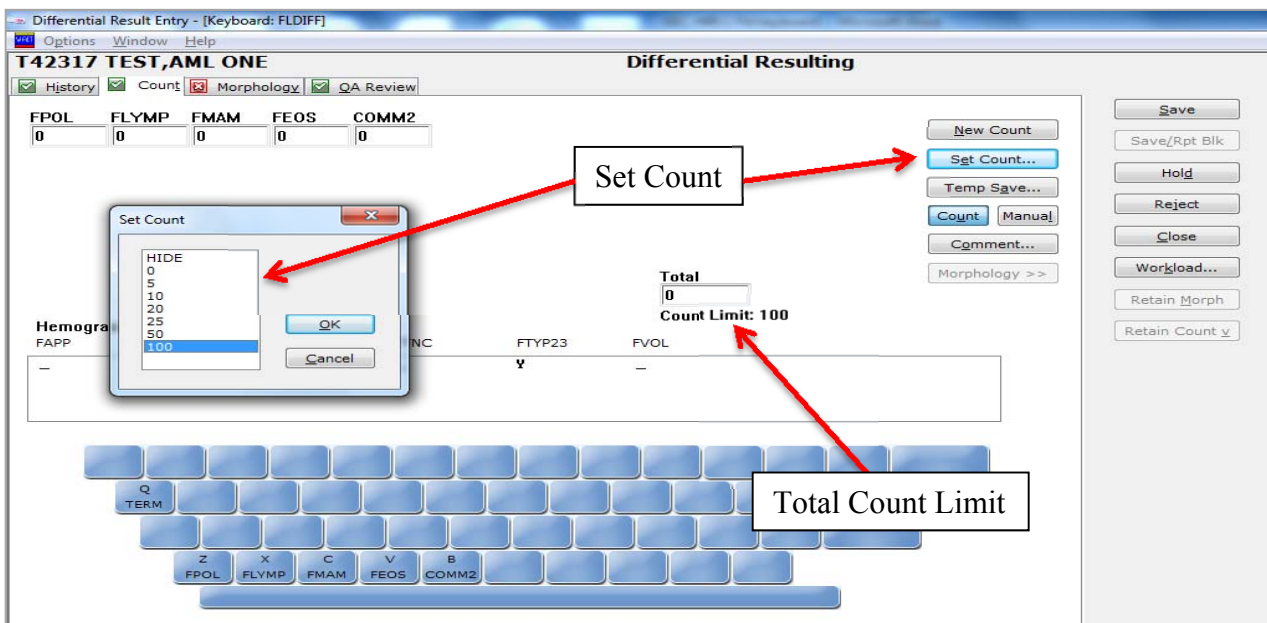 Differential Result Entry - [Keyboard: FLDIFF]
Options Window Help
T42317 TEST,AML ONE Differential Resulting
History Count Morphology QA Review
FPOL FLYMP FMAM FEOS COMM2
0 0 0 0 0
New Count
Set Count...
Temp Save...
Count Manual
Comment...
Morphology >>
Save
Save/Rpt Blk
Hold
Reject
Close
Workload...
Retain Morph
Retain Count v
Set Count
Set Count
HIDE
0
5
10
20
25
50
100
OK
Cancel
Total
0
Count Limit: 100
Hemogra
FAPP NC FTYP23 FVOL
_ Y _
Total Count Limit
Q
TERM
Z X C V B
FPOL FLYMP FMAM FEOS COMM2